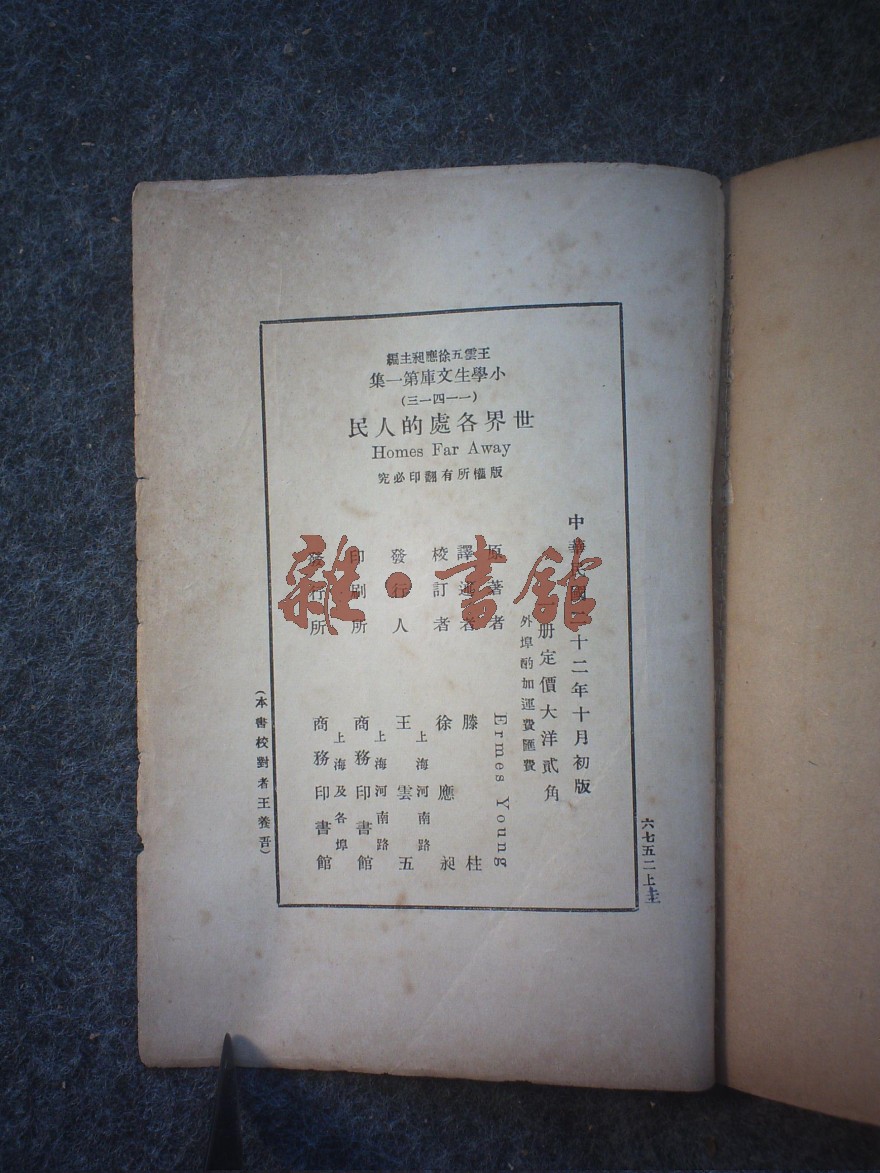 王雲五徐應昶主編
小學生文庫第一集
(一一四一三)
世界各處的人民
Homes Far Away
版權所有翻印必究
六七五二上 圭
中華民國二十二年十月初版
册定價大洋貳角
外埠酌加運費匯費
原著者 Ermes Young
譯述者 滕桂
校訂者 徐應昶
發行人 王雲五
上海河南路
印刷所 商務印書館
上海河南路
發行所 商務印書館
上海及各埠
(本書校對者王養吾)
雜·書館